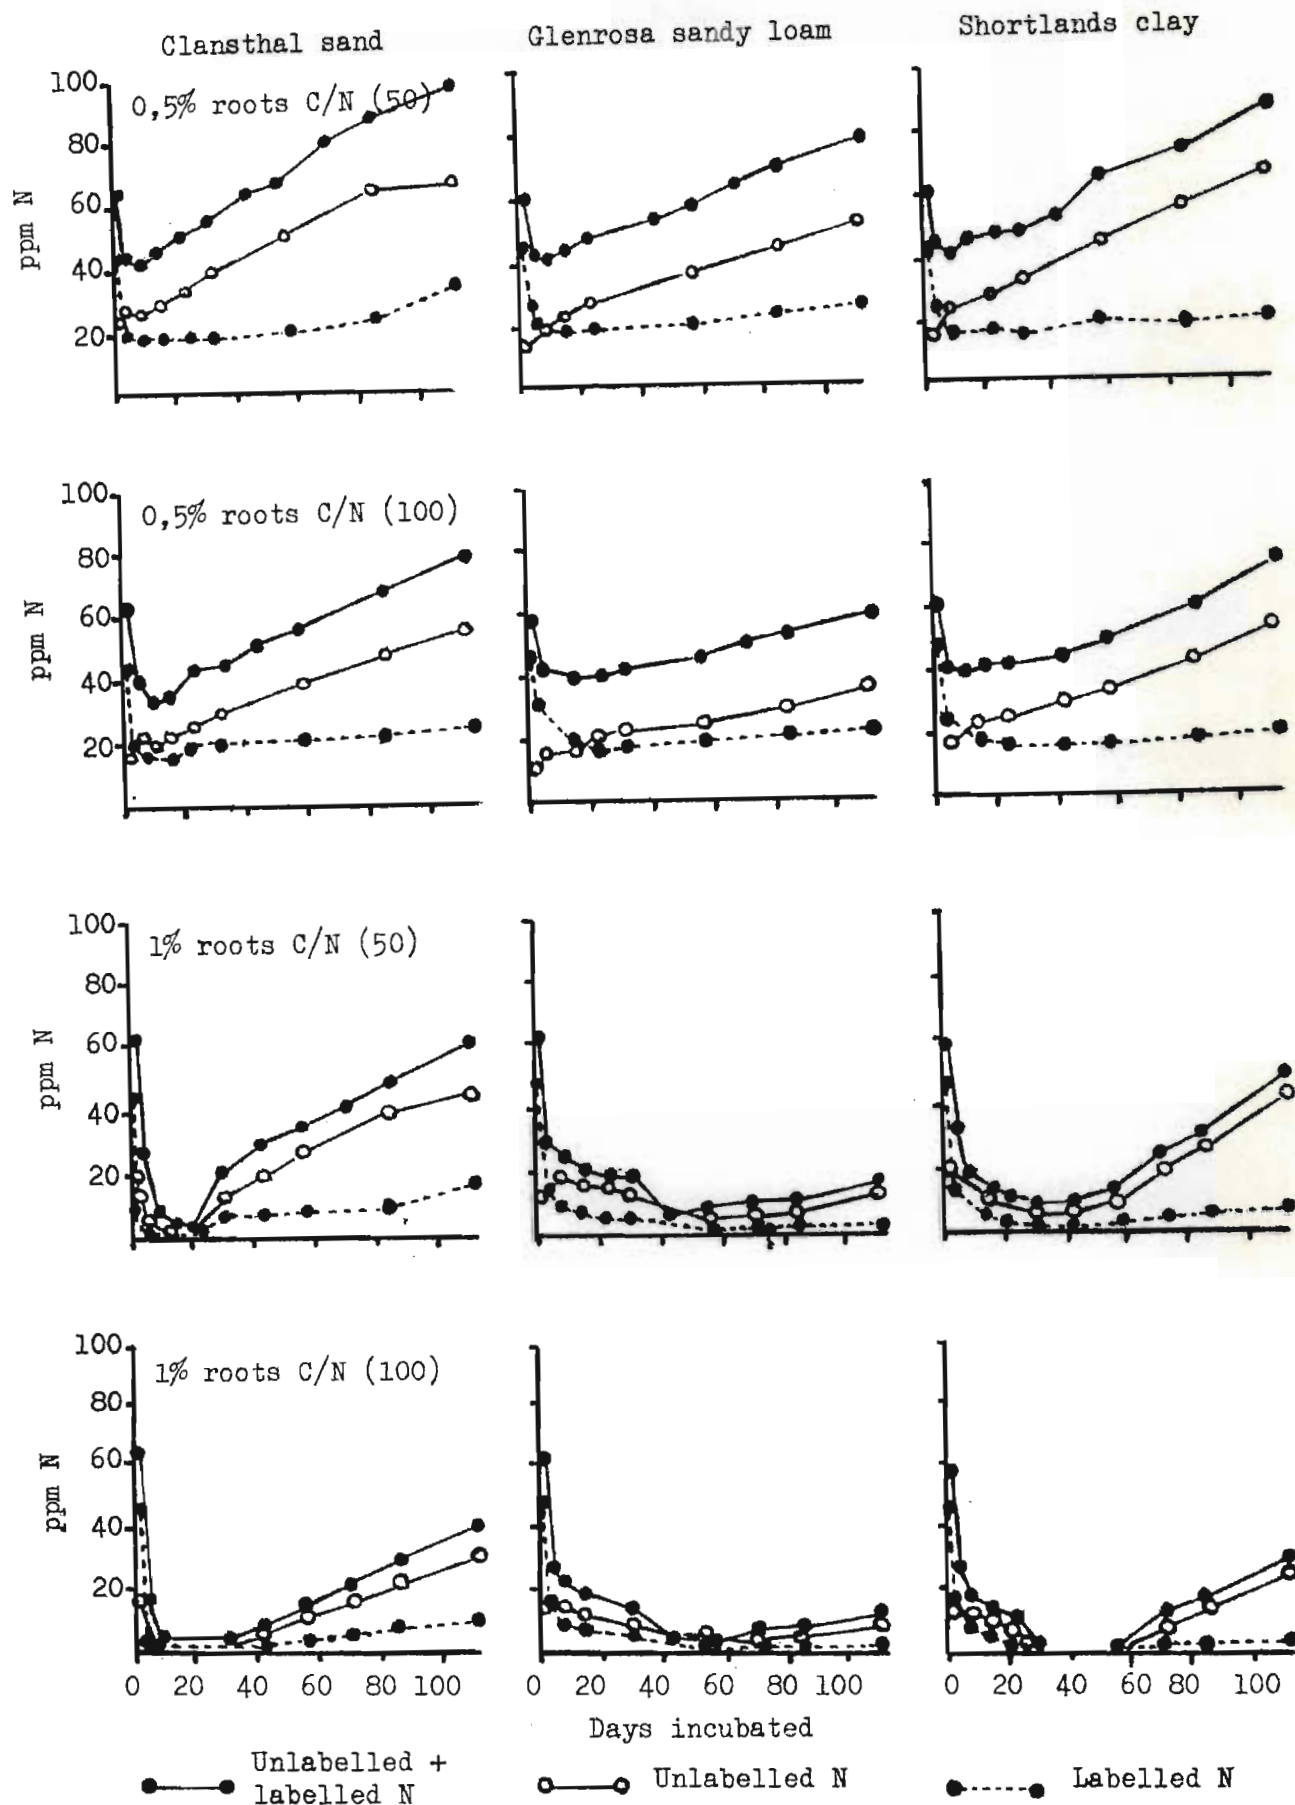 Clansthal sand
Glenrosa sandy loam
Shortlands clay
0,5% roots C/N (50)
100
80
60
40
20
ppm N
0,5% roots C/N (100)
100
80
60
40
20
ppm N
1% roots C/N (50)
100
80
60
40
20
ppm N
1% roots C/N (100)
100
80
60
40
20
ppm N
0 20 40 60 80 100
0 20 40 60 80 100
0 20 40 60 80 100
Days incubated
Unlabelled +
labelled N
Unlabelled N
Labelled N